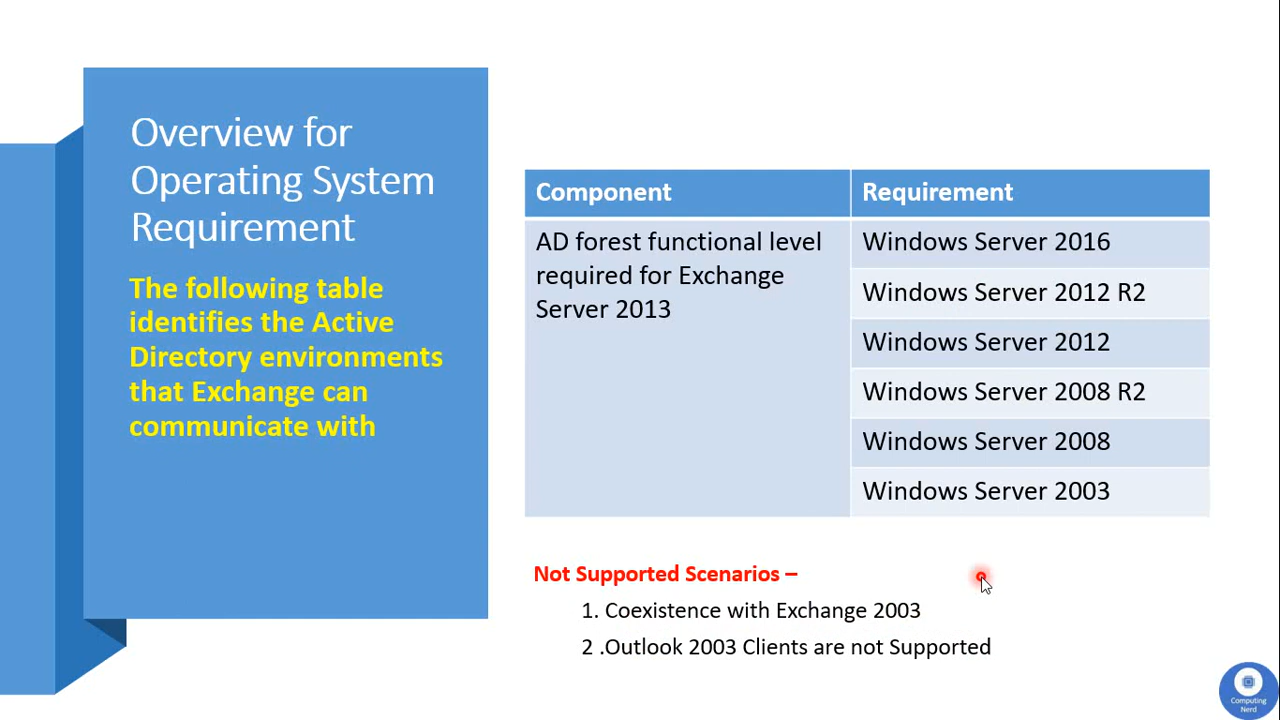 Overview for
Operating System
Requirement
The following table
identifies the Active
Directory environments
that Exchange can
communicate with
Component
Requirement
AD forest functional level
required for Exchange
Server 2013
Windows Server 2016
Windows Server 2012 R2
Windows Server 2012
Windows Server 2008 R2
Windows Server 2008
Windows Server 2003
Not Supported Scenarios –
1. Coexistence with Exchange 2003
2 .Outlook 2003 Clients are not Supported
Computing
Nerd